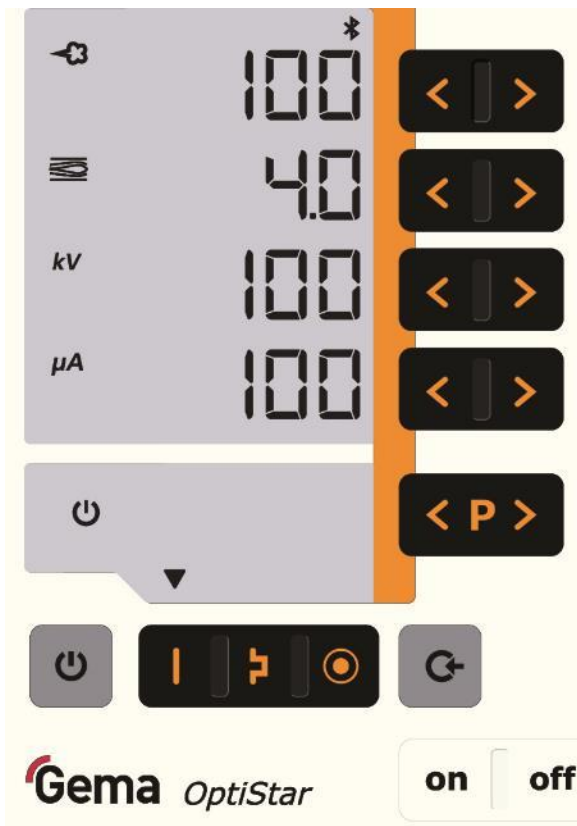 100
4.0
kV 100
µA 100
< >
< >
< >
< >
< P >
Gema OptiStar
on off